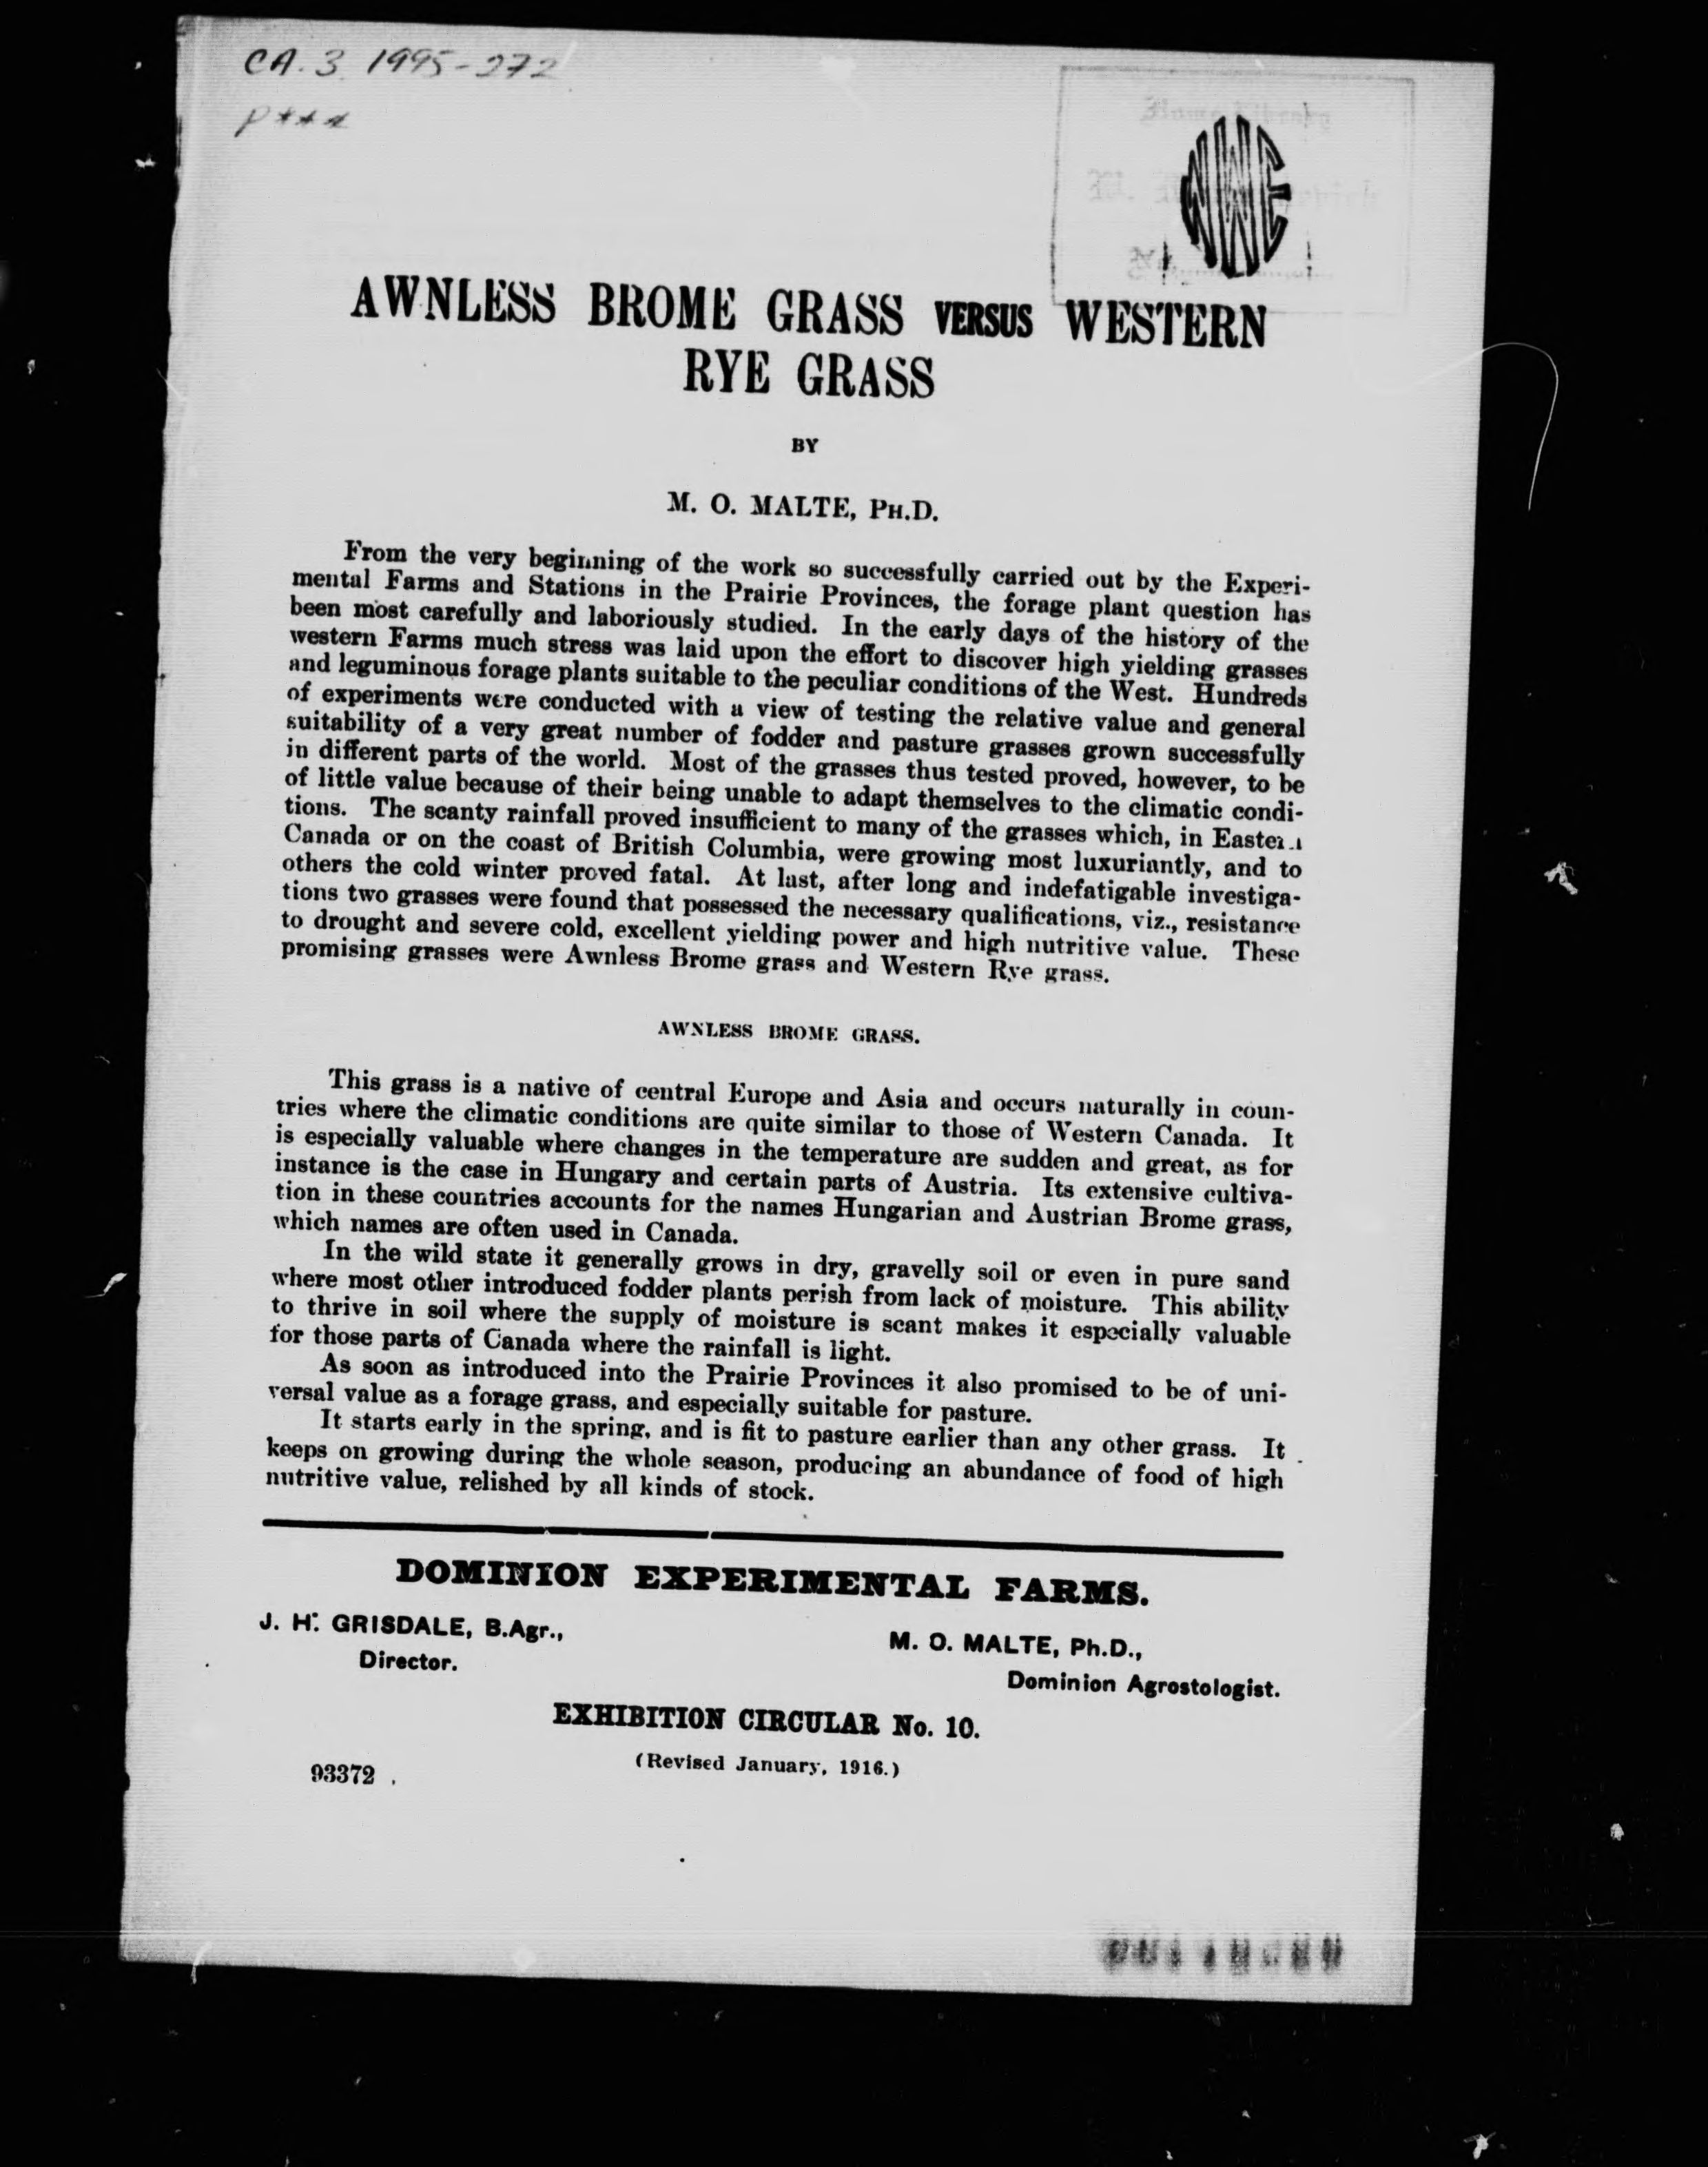 CA. 3. 1995-272
P***
NWE
AWNLESS BROME GRASS VERSUS WESTERN
RYE GRASS
BY
M. O. MALTE, PH.D.
From the very beginning of the work so successfully carried out by the Experi-
mental Farms and Stations in the Prairie Provinces, the forage plant question has
been most carefully and laboriously studied. In the early days of the history of the
western Farms much stress was laid upon the effort to discover high yielding grasses
and leguminous forage plants suitable to the peculiar conditions of the West. Hundreds
of experiments were conducted with a view of testing the relative value and general
suitability of a very great number of fodder and pasture grasses grown successfully
in different parts of the world. Most of the grasses thus tested proved, however, to be
of little value because of their being unable to adapt themselves to the climatic condi-
tions. The scanty rainfall proved insufficient to many of the grasses which, in Eastern
Canada or on the coast of British Columbia, were growing most luxuriantly, and to
others the cold winter proved fatal. At last, after long and indefatigable investiga-
tions two grasses were found that possessed the necessary qualifications, viz., resistance
to drought and severe cold, excellent yielding power and high nutritive value. These
promising grasses were Awnless Brome grass and Western Rye grass.
AWNLESS BROME GRASS.
This grass is a native of central Europe and Asia and occurs naturally in coun-
tries where the climatic conditions are quite similar to those of Western Canada. It
is especially valuable where changes in the temperature are sudden and great, as for
instance is the case in Hungary and certain parts of Austria. Its extensive cultiva-
tion in these countries accounts for the names Hungarian and Austrian Brome grass,
which names are often used in Canada.
In the wild state it generally grows in dry, gravelly soil or even in pure sand
where most other introduced fodder plants perish from lack of moisture. This ability
to thrive in soil where the supply of moisture is scant makes it especially valuable
for those parts of Canada where the rainfall is light.
As soon as introduced into the Prairie Provinces it also promised to be of uni-
versal value as a forage grass, and especially suitable for pasture.
It starts early in the spring, and is fit to pasture earlier than any other grass. It
keeps on growing during the whole season, producing an abundance of food of high
nutritive value, relished by all kinds of stock.
DOMINION EXPERIMENTAL FARMS.
J. H. GRISDALE, B.Agr.,
Director.
M. O. MALTE, Ph.D.,
Dominion Agrostologist.
EXHIBITION CIRCULAR No. 10.
(Revised January, 1916.)
93372